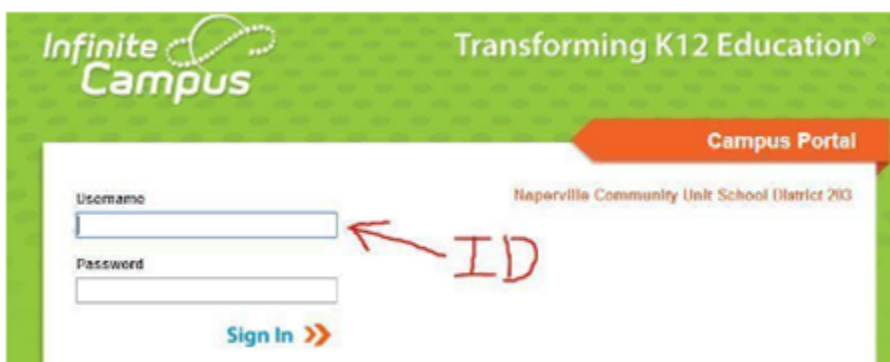 Infinite
Campus
Transforming K12 Education®
Campus Portal
Username
Naperville Community Unit School District 203
ID
Password
Sign In